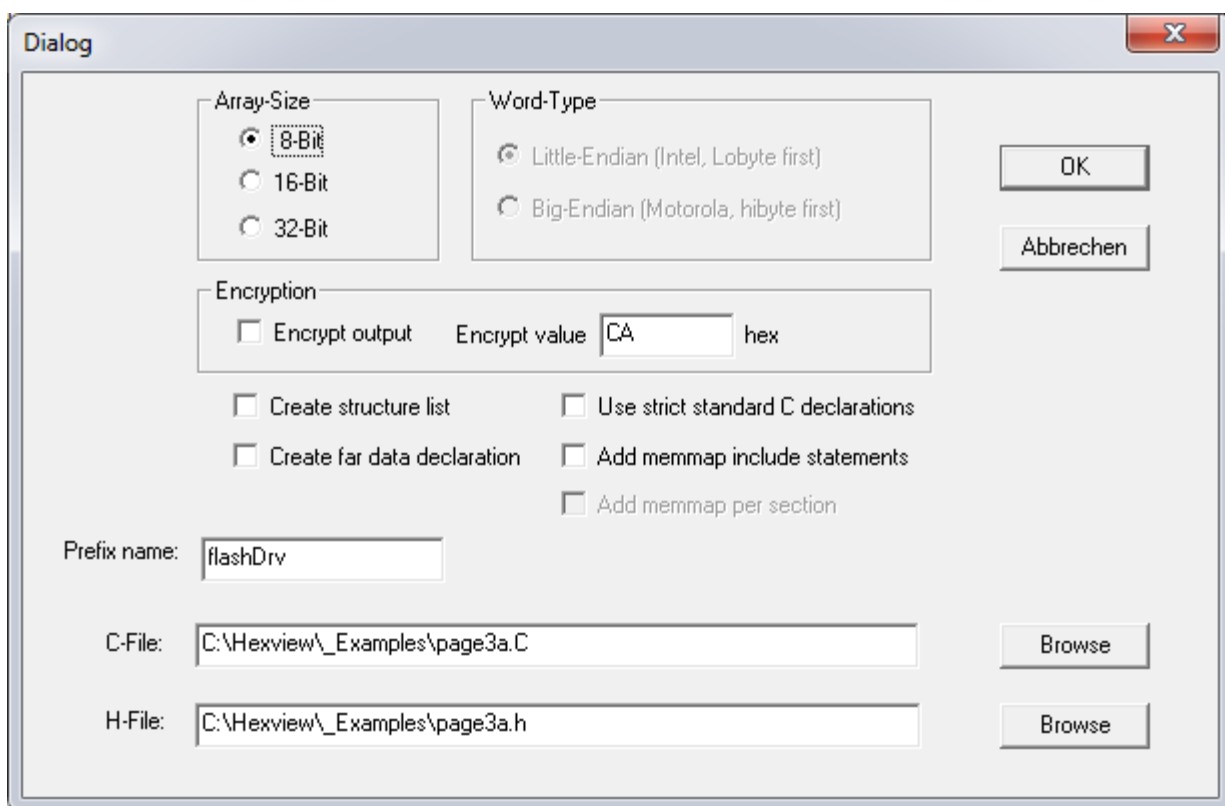 Dialog
Array-Size
8-Bit
16-Bit
32-Bit
Word-Type
Little-Endian (Intel, Lobyte first)
Big-Endian (Motorola, hibyte first)
OK
Abbrechen
Encryption
Encrypt output Encrypt value CA hex
Create structure list Use strict standard C declarations
Create far data declaration Add memmap include statements
Add memmap per section
Prefix name: flashDrv
C-File: C:\Hexview\_Examples\page3a.C Browse
H-File: C:\Hexview\_Examples\page3a.h Browse